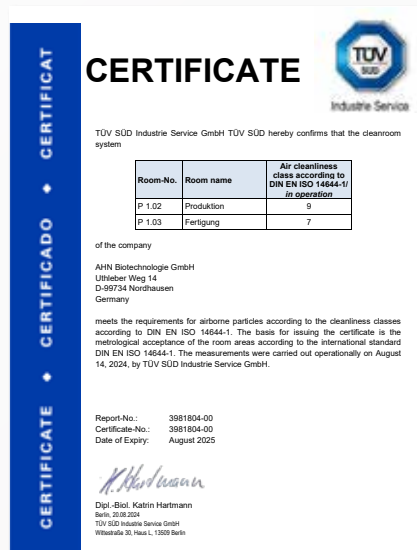 CERTIFICATE ◆ CERTIFICADO ◆ CERTIFICAT
CERTIFICATE
TÜV
SÜD
Industrie Service
TÜV SÜD Industrie Service GmbH TÜV SÜD hereby confirms that the cleanroom
system
Room-No. Room name Air cleanliness
class according to
DIN EN ISO 14644-1/
in operation
P 1.02 Produktion 9
P 1.03 Fertigung 7
of the company
AHN Biotechnologie GmbH
Uthleber Weg 14
D-99734 Nordhausen
Germany
meets the requirements for airborne particles according to the cleanliness classes
according to DIN EN ISO 14644-1. The basis for issuing the certificate is the
metrological acceptance of the room areas according to the international standard
DIN EN ISO 14644-1. The measurements were carried out operationally on August
14, 2024, by TÜV SÜD Industrie Service GmbH.
Report-No.: 3981804-00
Certificate-No.: 3981804-00
Date of Expiry: August 2025
K. Hartmann
Dipl.-Biol. Katrin Hartmann
Berlin, 20.08.2024
TÜV SÜD Industrie Service GmbH
Wittestraße 30, Haus L, 13509 Berlin